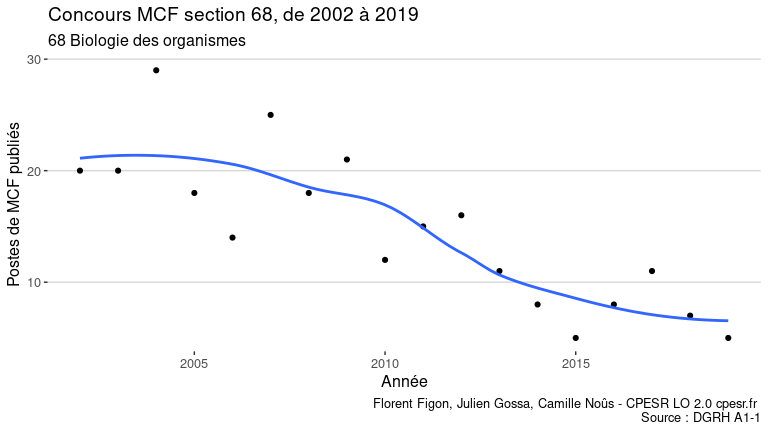 Concours MCF section 68, de 2002 à 2019
68 Biologie des organismes
Postes de MCF publiés
30
20
10
2005
2010
2015
Année
Florent Figon, Julien Gossa, Camille Noûs - CPESR LO 2.0 cpesr.fr
Source : DGRH A1-1